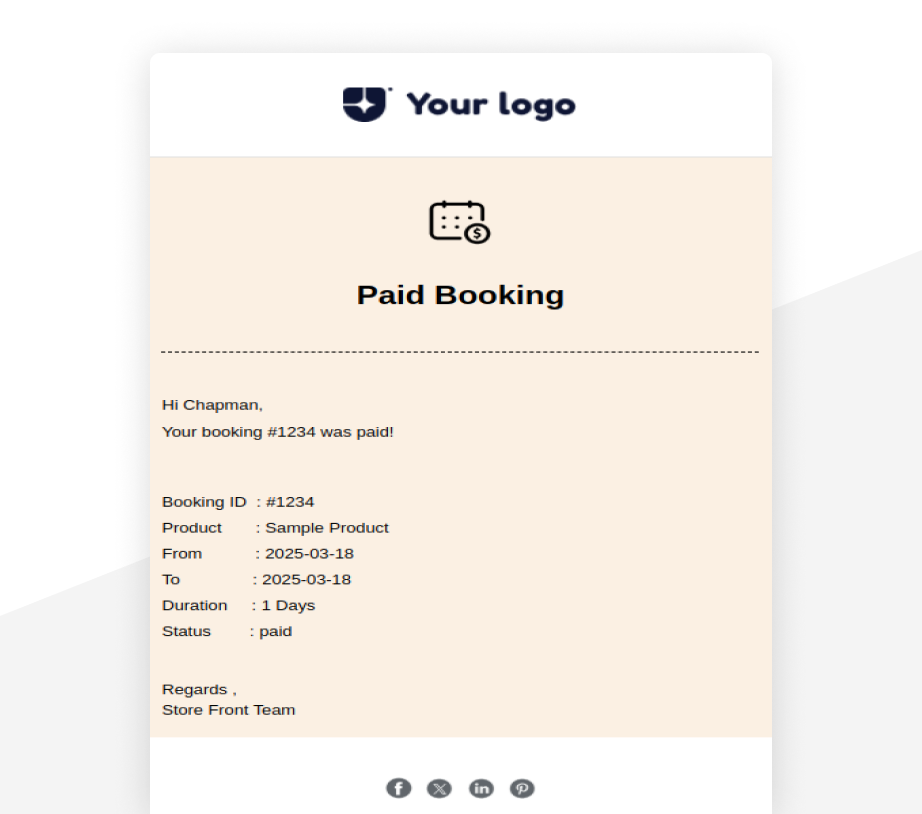 Your logo
$
Paid Booking
Hi Chapman,
Your booking #1234 was paid!
Booking ID : #1234
Product : Sample Product
From : 2025-03-18
To : 2025-03-18
Duration : 1 Days
Status : paid
Regards ,
Store Front Team